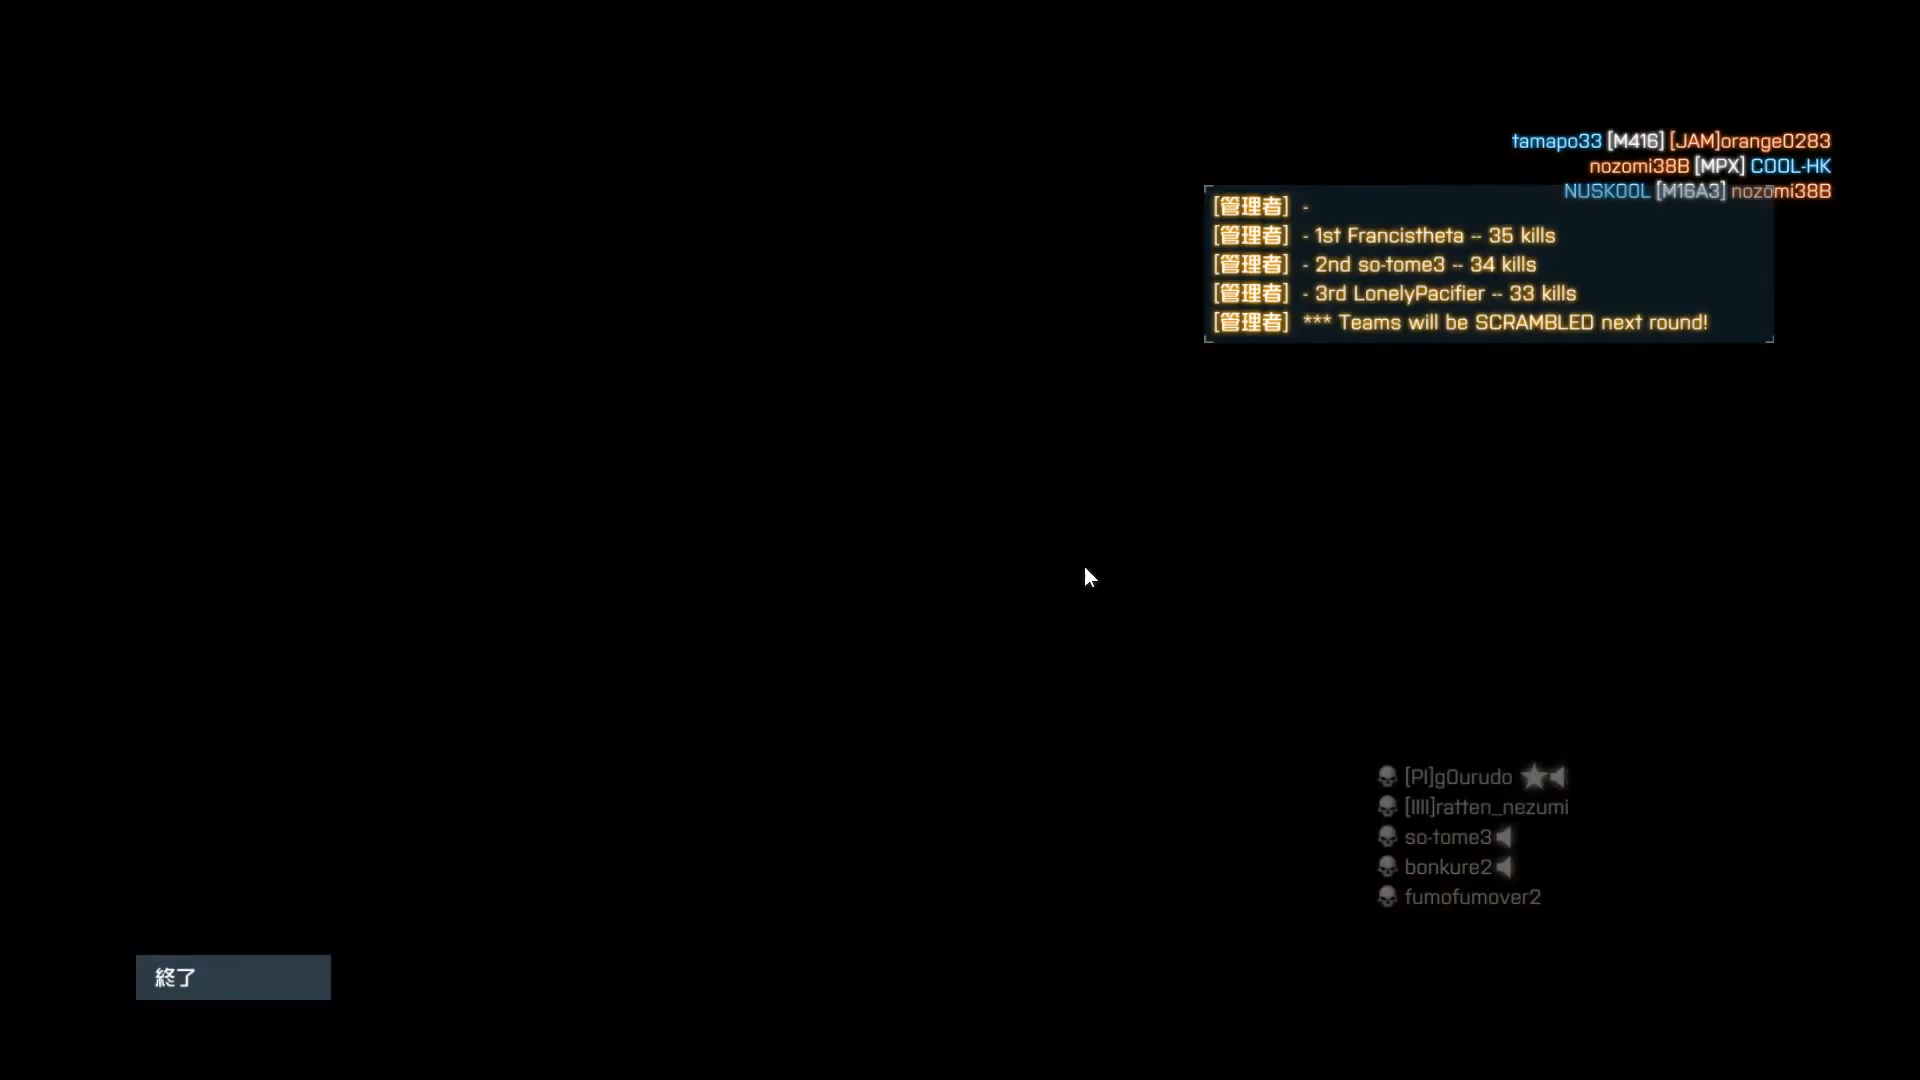 tamapo33 [M416] [JAM]orange0283
nozomi38B [MPX] COOL-HK
NUSKOOL [M16A3] nozomi38B
[管理者] -
[管理者] - 1st Francistheta -- 35 kills
[管理者] - 2nd so-tome3 -- 34 kills
[管理者] - 3rd LonelyPacifier -- 33 kills
[管理者] *** Teams will be SCRAMBLED next round!
[PI]g0urudo
[IIII]ratten_nezumi
so-tome3
bonkure2
fumofumover2
終了